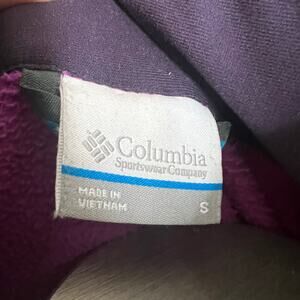 Columbia
Sportswear Company
MADE IN
VIETNAM
S